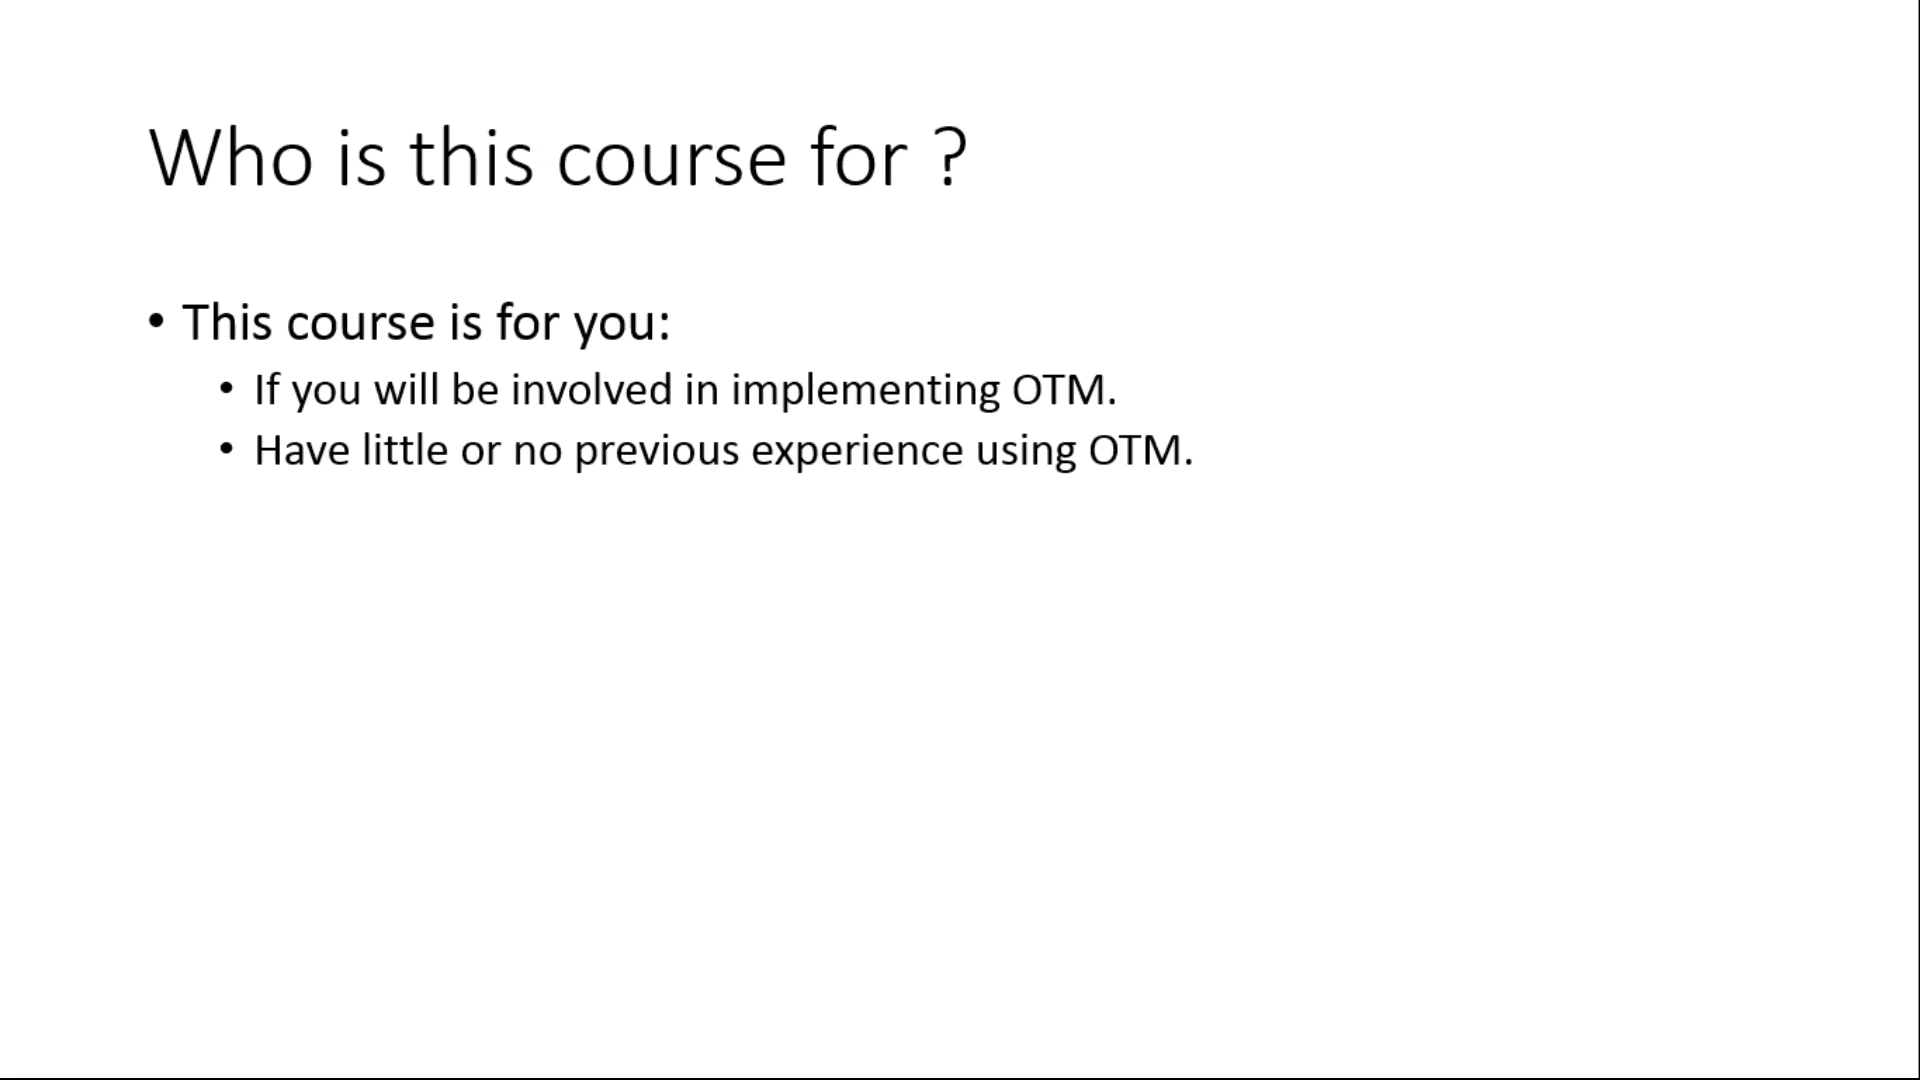 Who is this course for ?
• This course is for you:
• If you will be involved in implementing OTM.
• Have little or no previous experience using OTM.